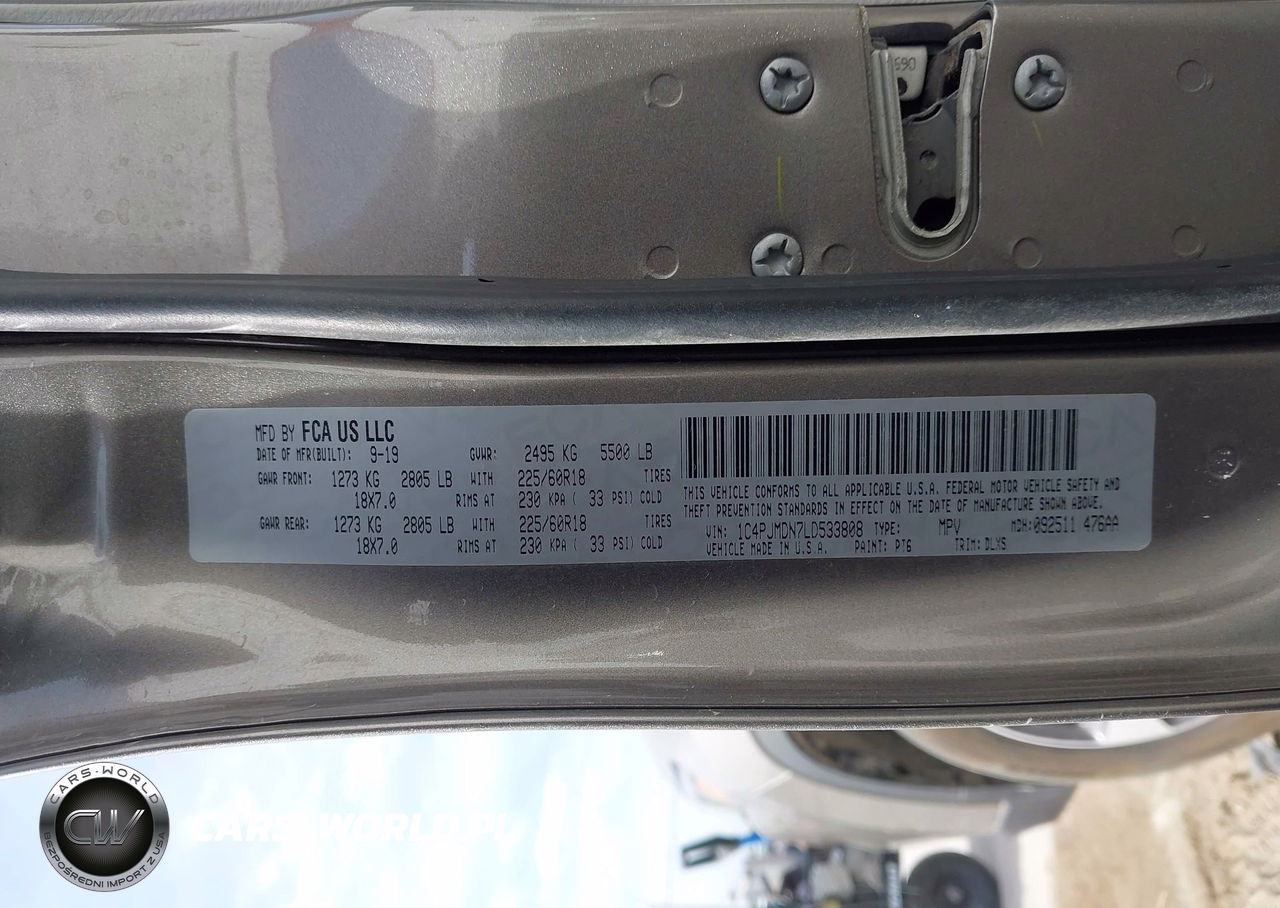 690
MFD BY FCA US LLC
DATE OF MFR(BUILT): 9-19 GVWR: 2495 KG 5500 LB
GAWR FRONT: 1273 KG 2805 LB WITH 225/60R18 TIRES
18X7.0 RIMS AT 230 KPA ( 33 PSI) COLD
GAWR REAR: 1273 KG 2805 LB WITH 225/60R18 TIRES
18X7.0 RIMS AT 230 KPA ( 33 PSI) COLD
THIS VEHICLE CONFORMS TO ALL APPLICABLE U.S.A. FEDERAL MOTOR VEHICLE SAFETY AND
THEFT PREVENTION STANDARDS IN EFFECT ON THE DATE OF MANUFACTURE SHOWN ABOVE.
VIN: 1C4PJMDN7LD533808 TYPE: MPV MDH: 092511 476AA
VEHICLE MADE IN U.S.A. PAINT: PT6 TRIM: DLXS
CARS-WORLD
CW
BEZPOŚREDNI IMPORT Z USA
CARS-WORLD.PL